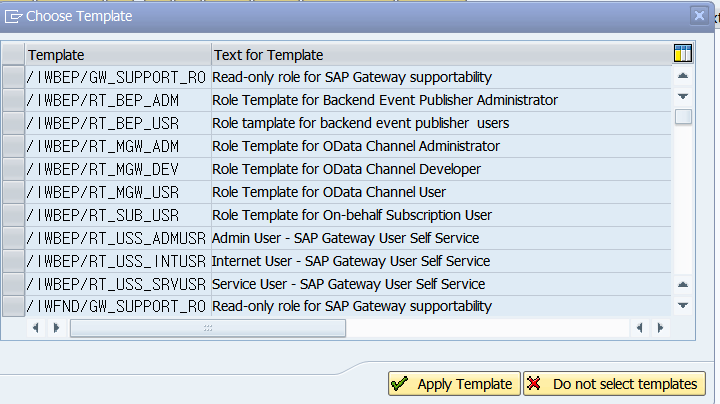 Choose Template
Template Text for Template
/IWBEP/GW_SUPPORT_RO Read-only role for SAP Gateway supportability
/IWBEP/RT_BEP_ADM Role Template for Backend Event Publisher Administrator
/IWBEP/RT_BEP_USR Role tamplate for backend event publisher users
/IWBEP/RT_MGW_ADM Role Template for OData Channel Administrator
/IWBEP/RT_MGW_DEV Role Template for OData Channel Developer
/IWBEP/RT_MGW_USR Role Template for OData Channel User
/IWBEP/RT_SUB_USR Role Template for On-behalf Subscription User
/IWBEP/RT_USS_ADMUSR Admin User - SAP Gateway User Self Service
/IWBEP/RT_USS_INTUSR Internet User - SAP Gateway User Self Service
/IWBEP/RT_USS_SRVUSR Service User - SAP Gateway User Self Service
/IWFND/GW_SUPPORT_RO Read-only role for SAP Gateway supportability
Apply Template Do not select templates